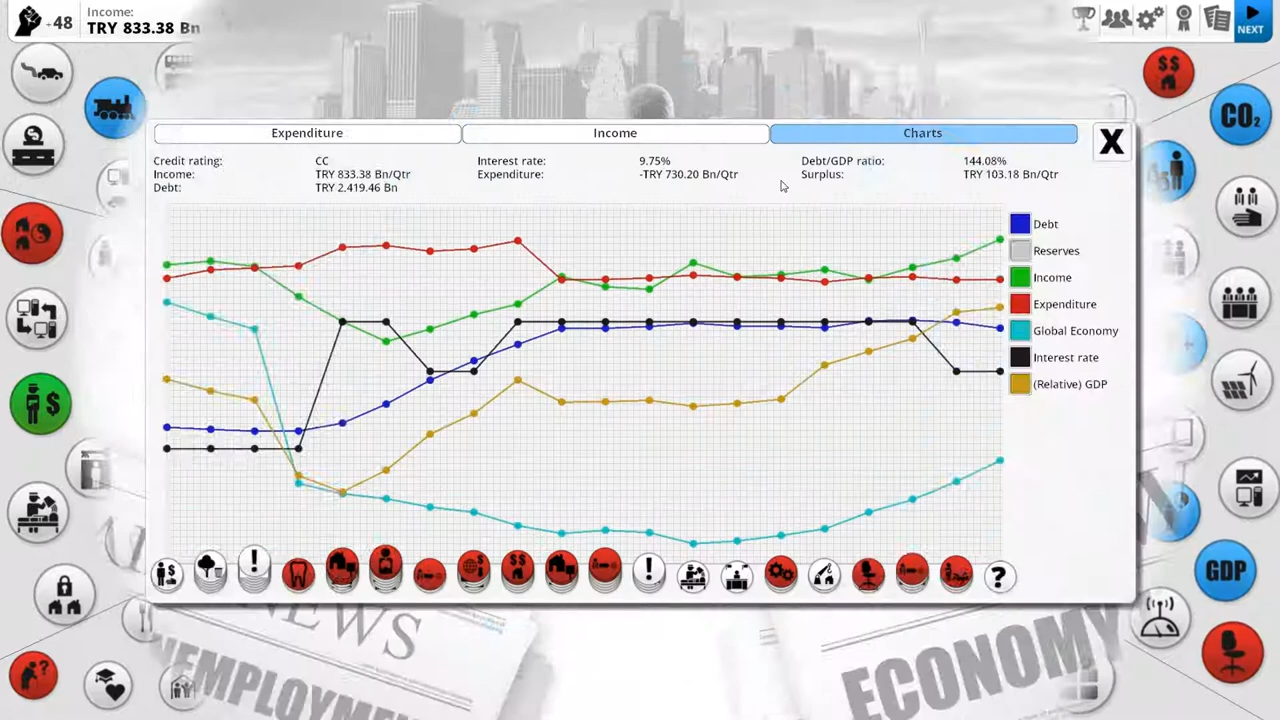 +48
Income:
TRY 833.38 Bn
NEXT
$$
CO₂
GDP
Expenditure
Income
Charts
X
Credit rating:
CC
Interest rate:
9.75%
Debt/GDP ratio:
144.08%
Income:
TRY 833.38 Bn/Qtr
Expenditure:
-TRY 730.20 Bn/Qtr
Surplus:
TRY 103.18 Bn/Qtr
Debt:
TRY 2,419.46 Bn
Debt
Reserves
Income
Expenditure
Global Economy
Interest rate
(Relative) GDP
NEWS
ECONOMY